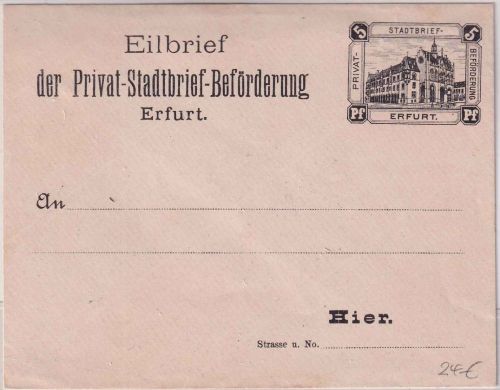 Eilbrief
der Privat-Stadtbrief-Beförderung
Erfurt.
5 STADTBRIEF- 5
PRIVAT-
BEFÖRDERUNG
Pf ERFURT. Pf
An
Hier.
Strasse u. No.
24-€